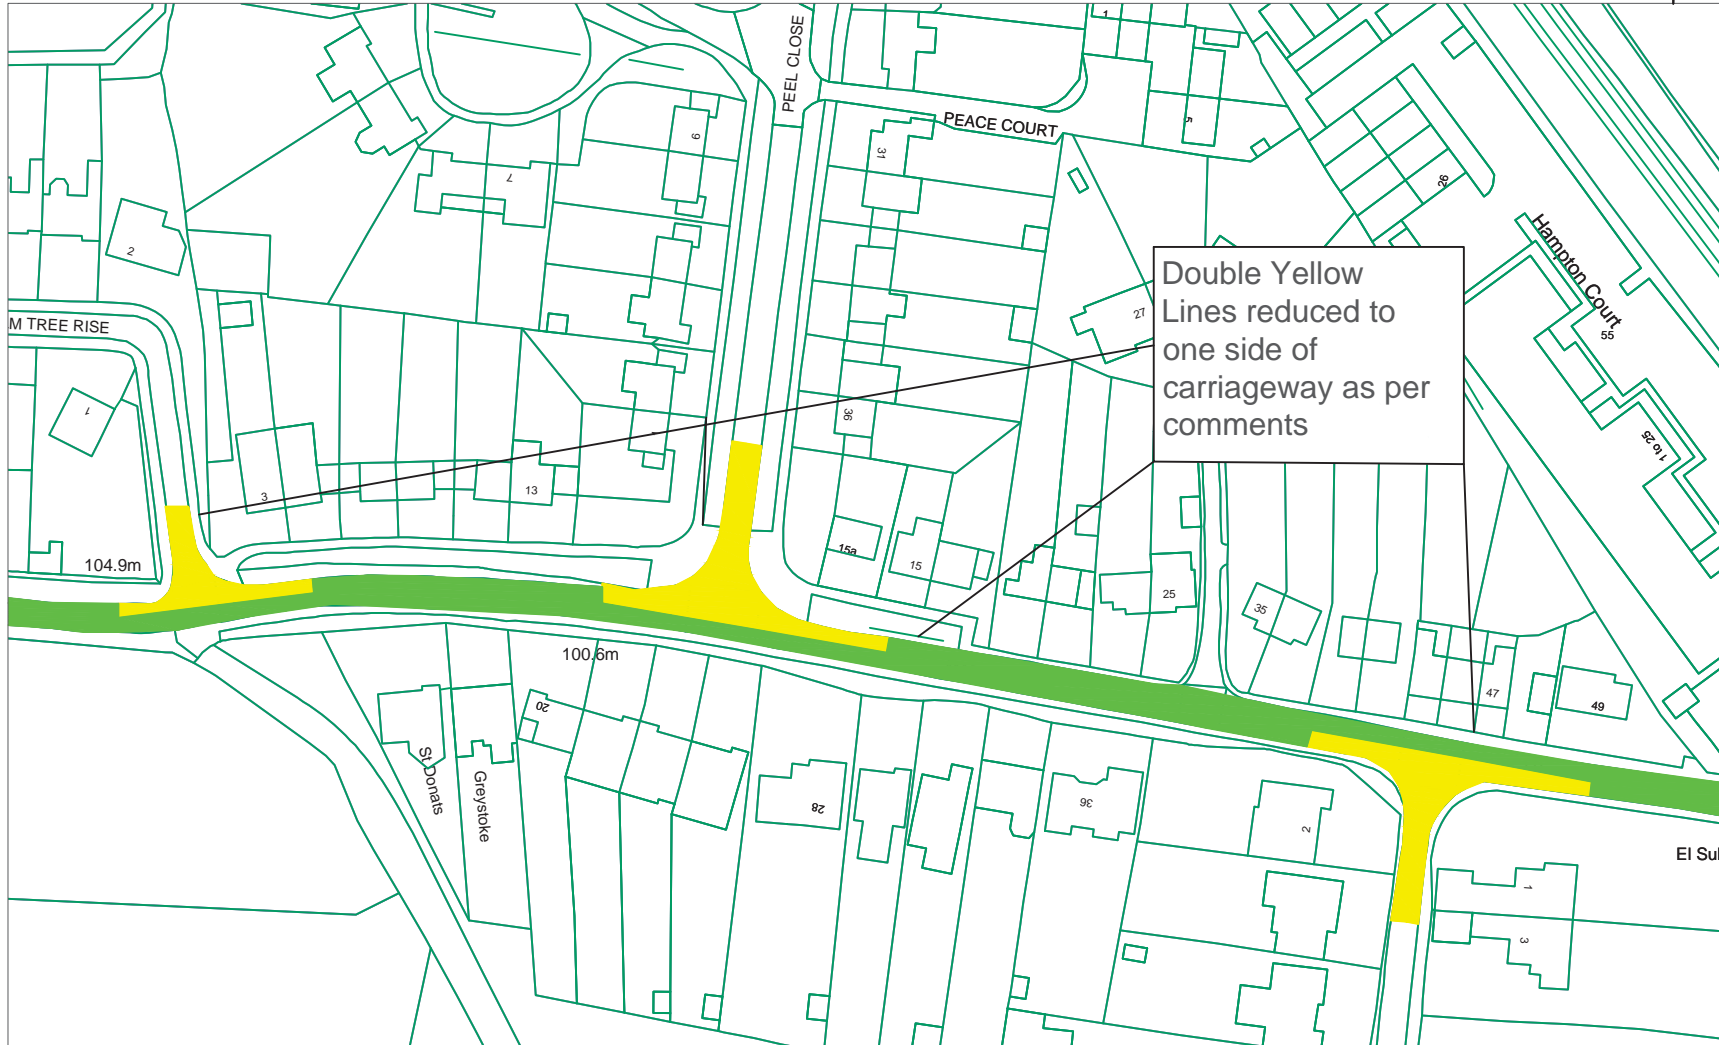 PEEL CLOSE
1
PEACE COURT
5
9
31
7
26
2
Hampton Court
55
M TREE RISE
27
Double Yellow
Lines reduced to
one side of
carriageway as per
comments
1
36
1 to 25
3
13
15a
15
104.9m
25
35
100.6m
47
49
20
St Donats
Greystoke
28
36
2
El Sul
1
3